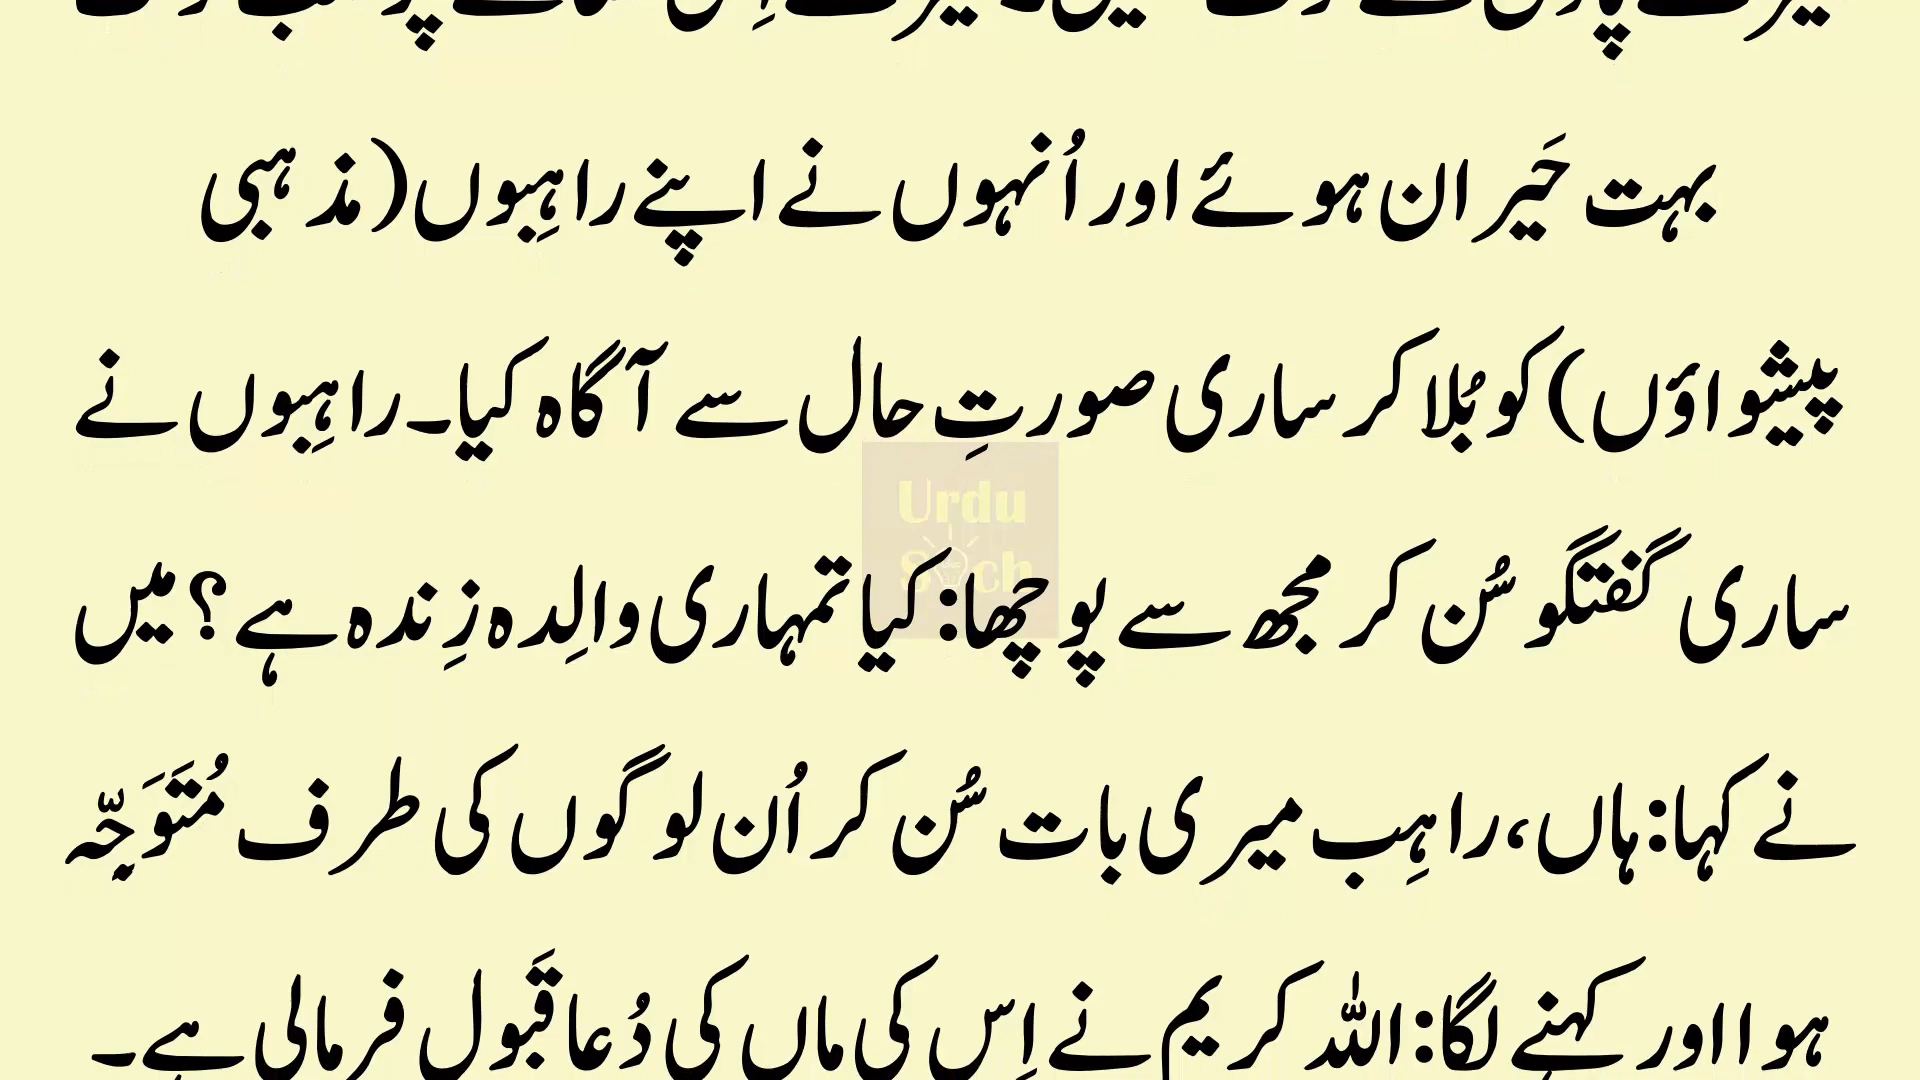 بہت حَیران ہوئے اور اُنہوں نے اپنے راہِبوں (مذہبی
پیشواؤں) کو بُلا کر ساری صورتِ حال سے آگاہ کیا۔ راہِبوں نے
Urdu
Soch
ساری گفتگو سُن کر مجھ سے پوچھا: کیا تمہاری والِدہ زِندہ ہے؟ میں
نے کہا: ہاں، راہِب میری بات سُن کر اُن لوگوں کی طرف مُتَوَجِّہ
ہوا اور کہنے لگا: اللہ کریم نے اِس کی ماں کی دُعا قَبول فرمالی ہے۔